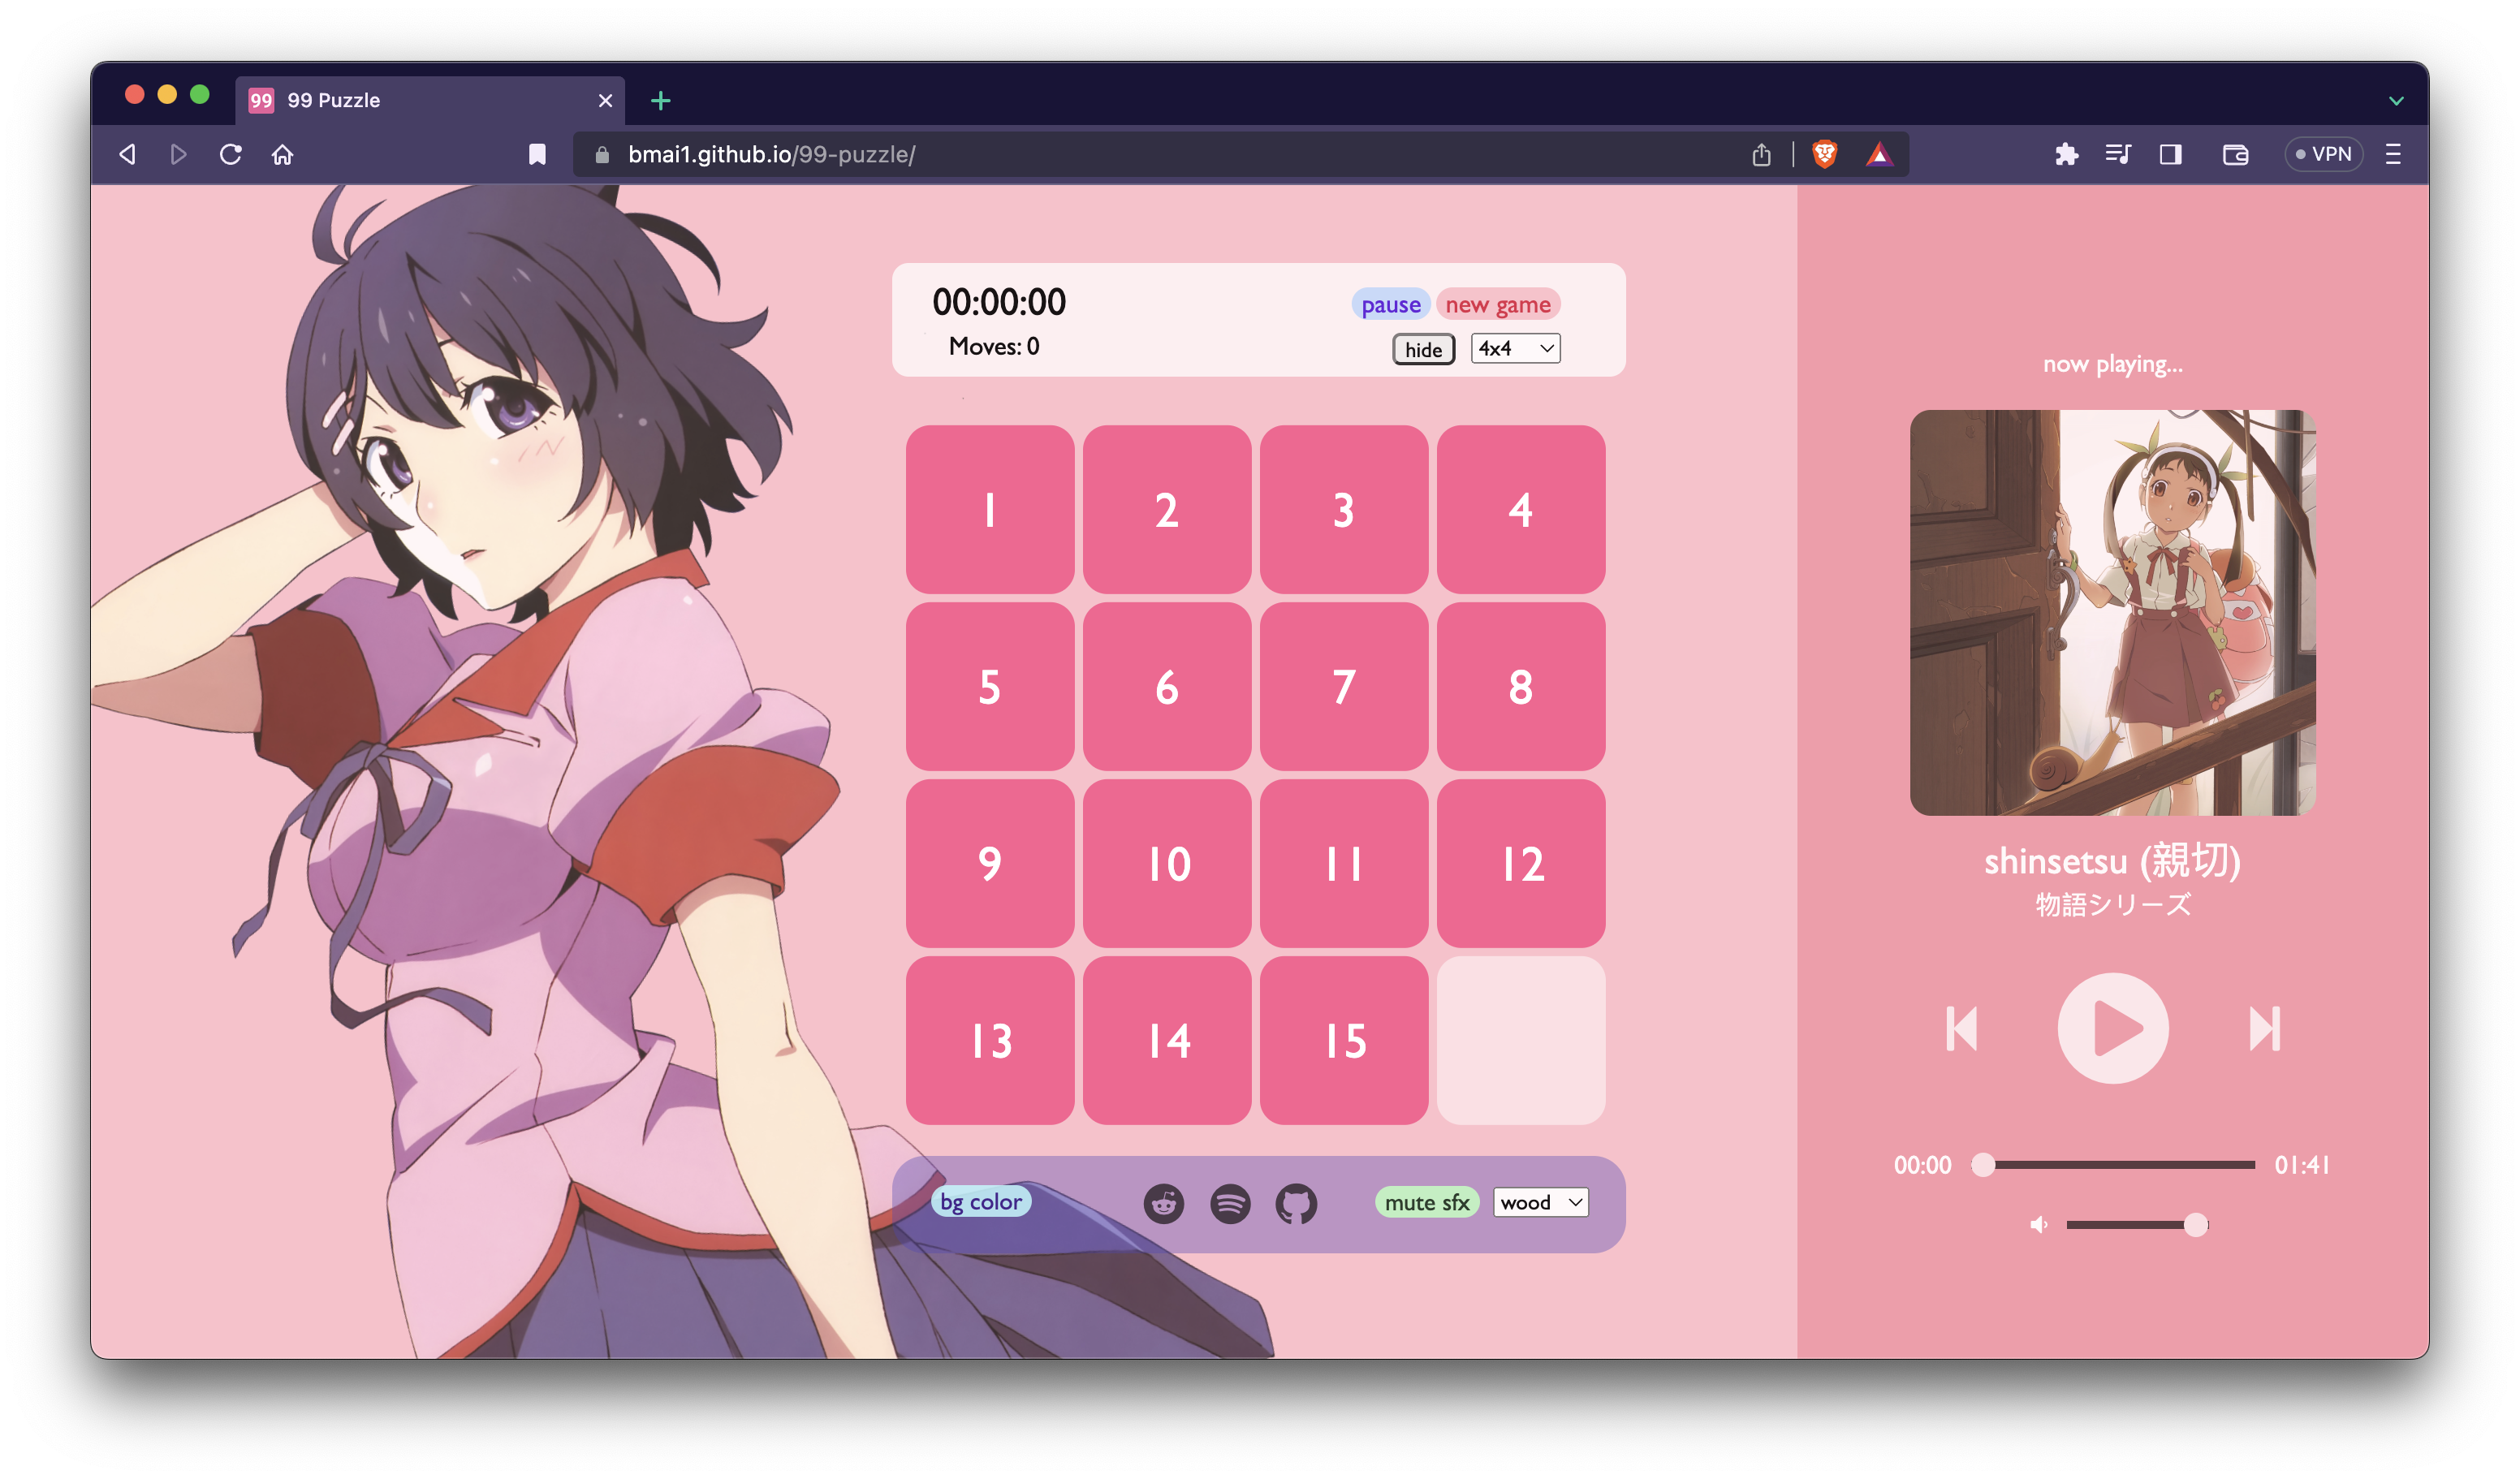 99 99 Puzzle
bmai1.github.io/99-puzzle/
VPN
00:00:00
pause new game
Moves: 0
hide 4x4
now playing...
1 2 3 4
5 6 7 8
9 10 11 12
13 14 15
shinsetsu (親切)
物語シリーズ
00:00 01:41
bg color mute sfx wood